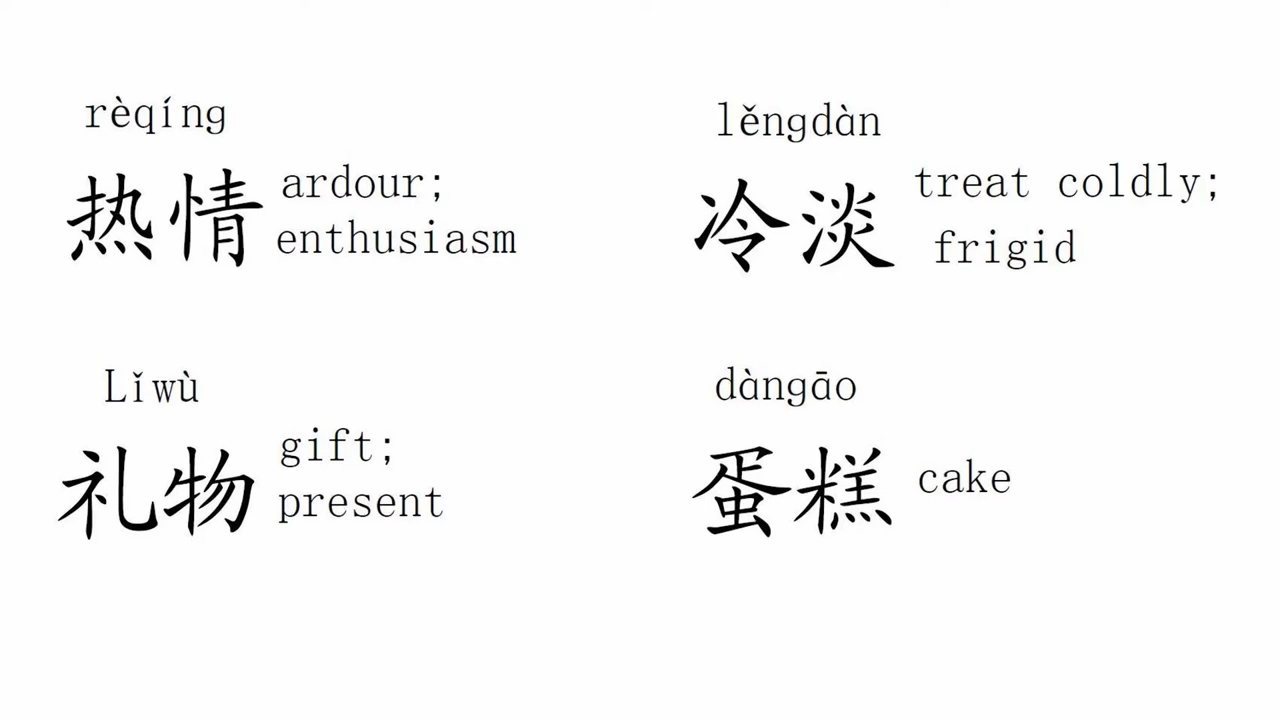 rèqíng
热情
ardour;
enthusiasm
lěngdàn
冷淡
treat coldly;
frigid
Lǐwù
礼物
gift;
present
dàngāo
蛋糕
cake